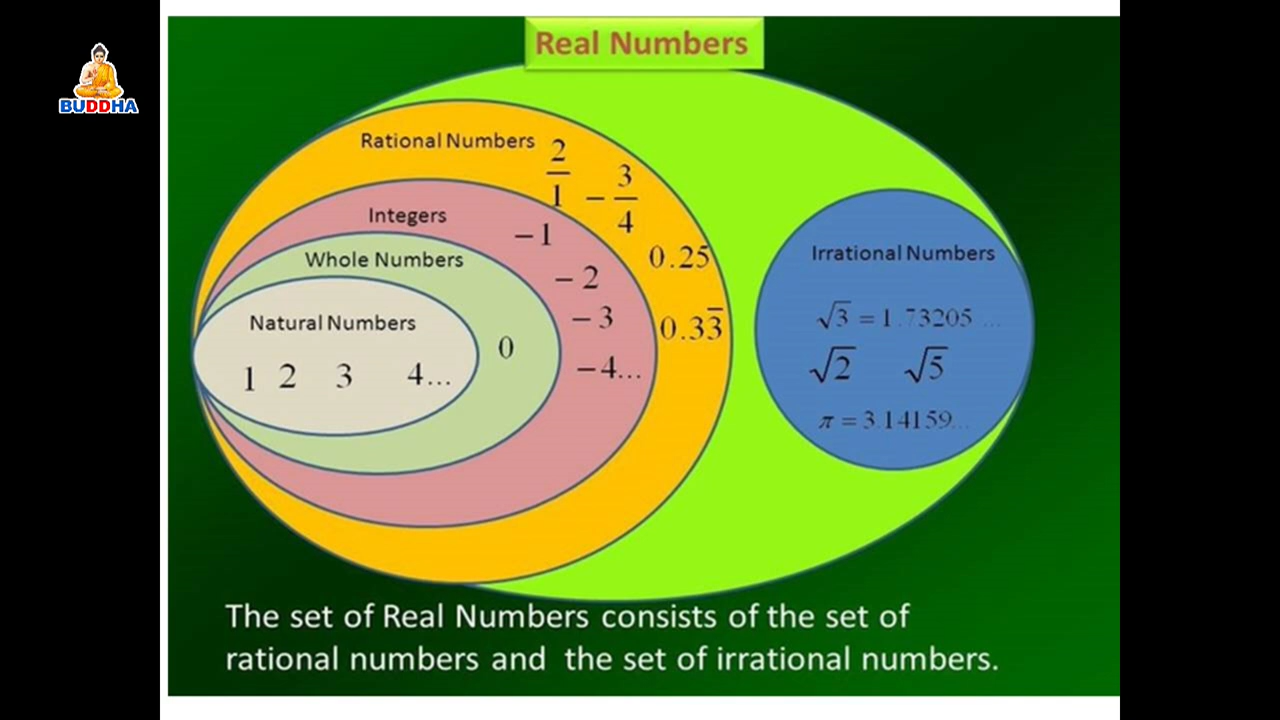 Real Numbers
BUDDHA
Rational Numbers
2/1
-3/4
Integers
-1
Whole Numbers
0.25
-2
Natural Numbers
-3
0.33̅
0
1 2 3 4...
-4...
Irrational Numbers
√3 = 1.73205...
√2 √5
π = 3.14159...
The set of Real Numbers consists of the set of
rational numbers and the set of irrational numbers.